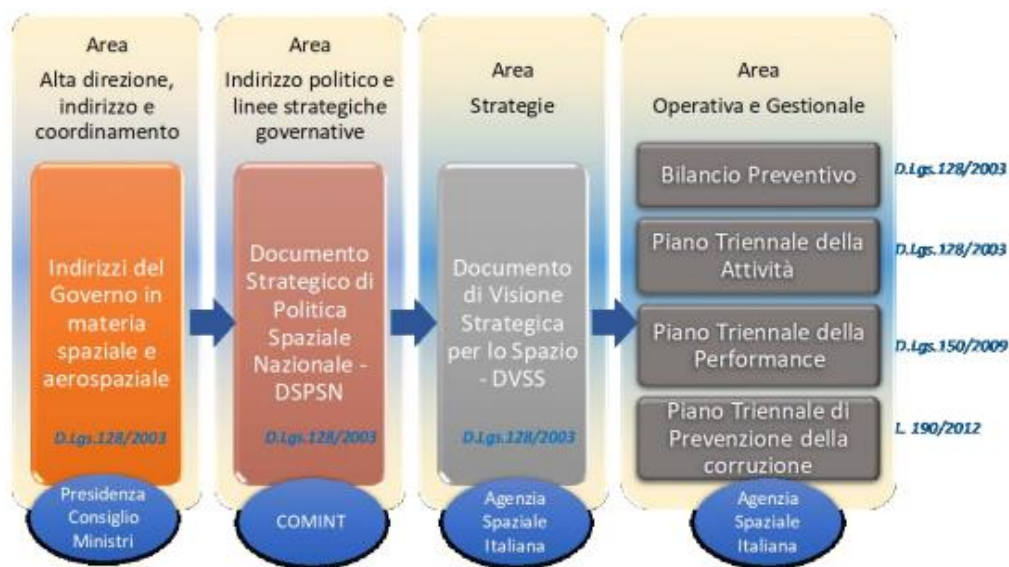 Area
Alta direzione,
indirizzo e
coordinamento
Indirizzi del
Governo in
materia
spaziale e
aerospaziale
D.Lgs.128/2003
Presidenza
Consiglio
Ministri
Area
Indirizzo politico e
linee strategiche
governative
Documento
Strategico di
Politica
Spaziale
Nazionale -
DSPSN
D.Lgs.128/2003
COMINT
Area
Strategie
Documento
di Visione
Strategica
per lo Spazio
- DVSS
D.Lgs.128/2003
Agenzia
Spaziale
Italiana
Area
Operativa e Gestionale
Bilancio Preventivo
D.Lgs.128/2003
Piano Triennale della
Attività
D.Lgs.128/2003
Piano Triennale della
Performance
D.Lgs.150/2009
Piano Triennale di
Prevenzione della
corruzione
L. 190/2012
Agenzia
Spaziale
Italiana